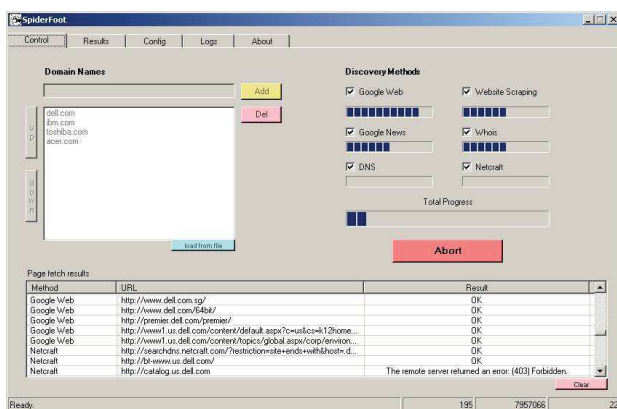 SpiderFoot
Control Results Config Logs About
Domain Names
Add
dell.com
ibm.com
toshiba.com
acer.com
Del
up
down
load from file
Discovery Methods
Google Web Website Scraping
Google News Whois
DNS Netcraft
Total Progress
Abort
Page fetch results
Method URL Result
Google Web http://www.dell.com.sg/ OK
Google Web http://www.dell.com/64bit/ OK
Google Web http://premier.dell.com/premier/ OK
Google Web http://www1.us.dell.com/content/default.aspx?c=us&cs=k12home... OK
Google Web http://www1.us.dell.com/content/topics/global.aspx/corp/environ... OK
Netcraft http://searchdns.netcraft.com/?restriction=site+ends+with&host=.d... OK
Netcraft http://bt-www.us.dell.com/ OK
Netcraft http://catalog.us.dell.com The remote server returned an error: (403) Forbidden.
Clear
Ready. 195 7957066 22